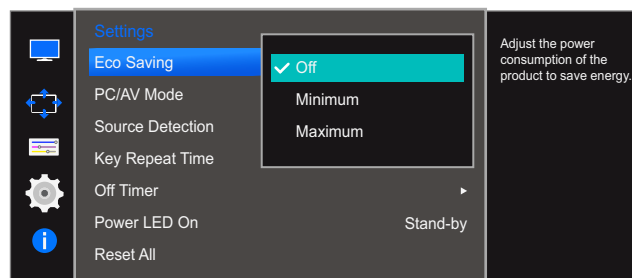 Settings
Eco Saving
Off
PC/AV Mode
Minimum
Source Detection
Maximum
Key Repeat Time
Off Timer
Power LED On Stand-by
Reset All
Adjust the power
consumption of the
product to save energy.